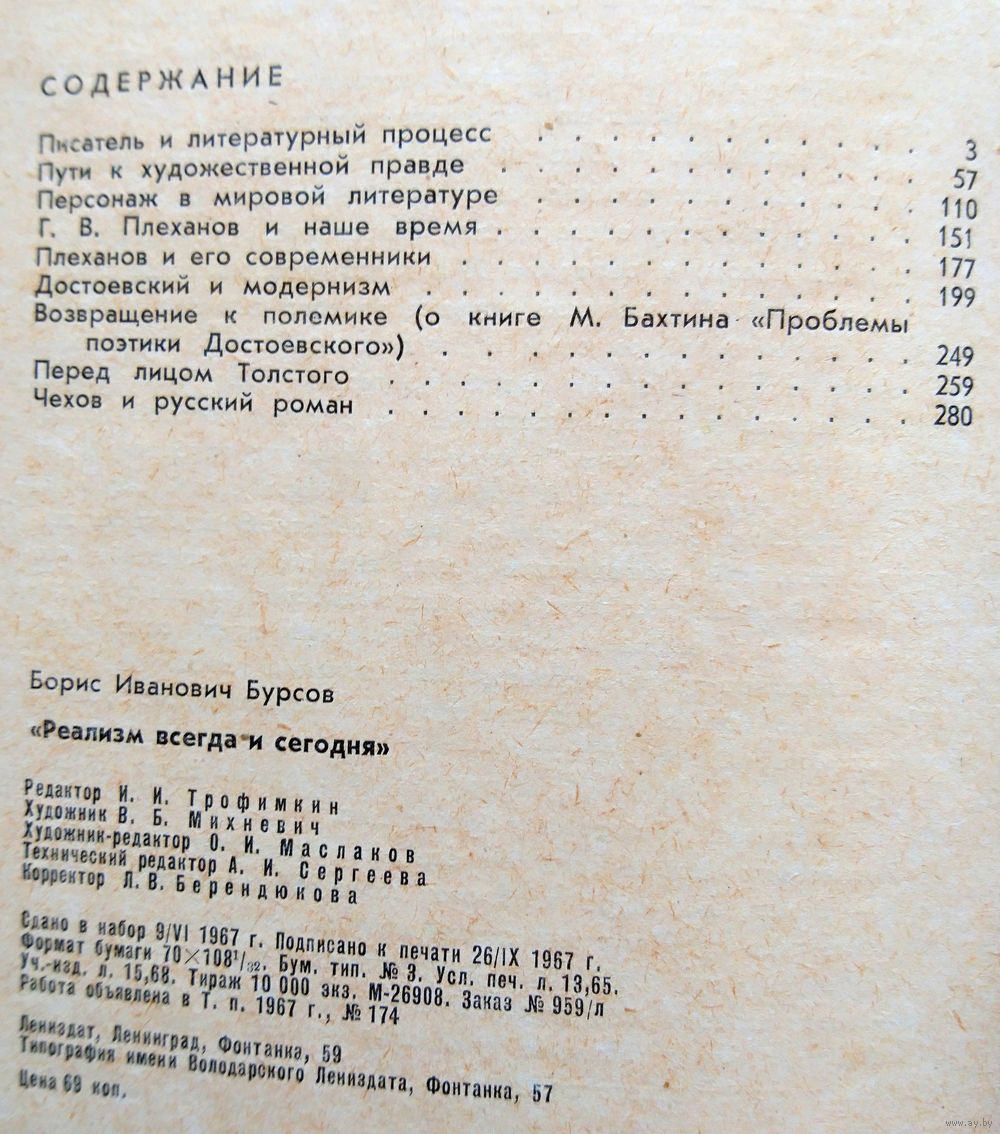 СОДЕРЖАНИЕ
Писатель и литературный процесс . . . . . . . . . . . . 3
Пути к художественной правде . . . . . . . . . . . . . 57
Персонаж в мировой литературе . . . . . . . . . . . . 110
Г. В. Плеханов и наше время . . . . . . . . . . . . . 151
Плеханов и его современники . . . . . . . . . . . . . 177
Достоевский и модернизм . . . . . . . . . . . . . . 199
Возвращение к полемике (о книге М. Бахтина «Проблемы
поэтики Достоевского») . . . . . . . . . . . . . 249
Перед лицом Толстого . . . . . . . . . . . . . . . 259
Чехов и русский роман . . . . . . . . . . . . . . . 280
Борис Иванович Бурсов
«Реализм всегда и сегодня»
Редактор И. И. Трофимкин
Художник В. Б. Михневич
Художник-редактор О. И. Маслаков
Технический редактор А. И. Сергеева
Корректор Л. В. Берендюкова
Сдано в набор 9/VI 1967 г. Подписано к печати 26/IX 1967 г.
Формат бумаги 70×108¹/₃₂. Бум. тип. № 3. Усл. печ. л. 13,65.
Уч.-изд. л. 15,68. Тираж 10 000 экз. М-26908. Заказ № 959/л
Работа объявлена в Т. п. 1967 г., № 174
Лениздат, Ленинград, Фонтанка, 59
Типография имени Володарского Лениздата, Фонтанка, 57
Цена 69 коп.
www.ay.by